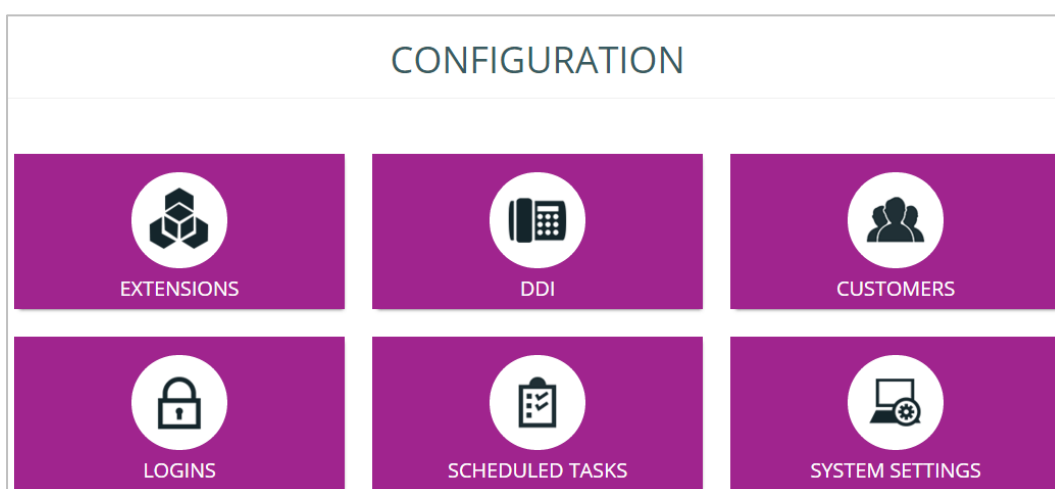 CONFIGURATION
EXTENSIONS
DDI
CUSTOMERS
LOGINS
SCHEDULED TASKS
SYSTEM SETTINGS